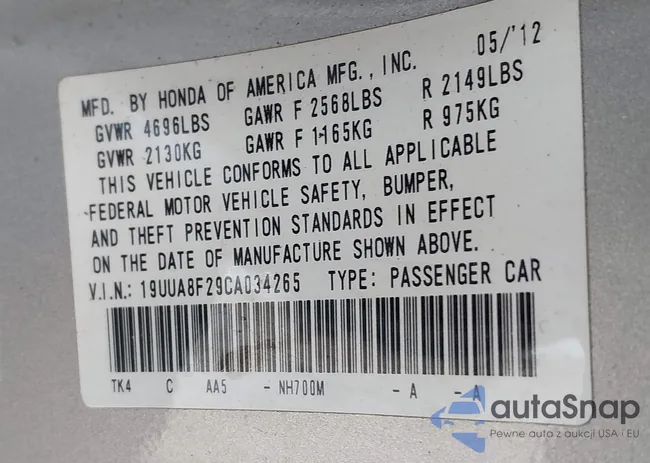 MFD. BY HONDA OF AMERICA MFG., INC. 05/'12
GVWR 4696LBS GAWR F 2568LBS R 2149LBS
GVWR 2130KG GAWR F 1165KG R 975KG
THIS VEHICLE CONFORMS TO ALL APPLICABLE
FEDERAL MOTOR VEHICLE SAFETY, BUMPER,
AND THEFT PREVENTION STANDARDS IN EFFECT
ON THE DATE OF MANUFACTURE SHOWN ABOVE.
V.I.N.: 19UUA8F29CA034265 TYPE: PASSENGER CAR
C
TK4 C AA5 - NH700M - A - A
autaSnap
Pewne auta z aukcji USA i EU